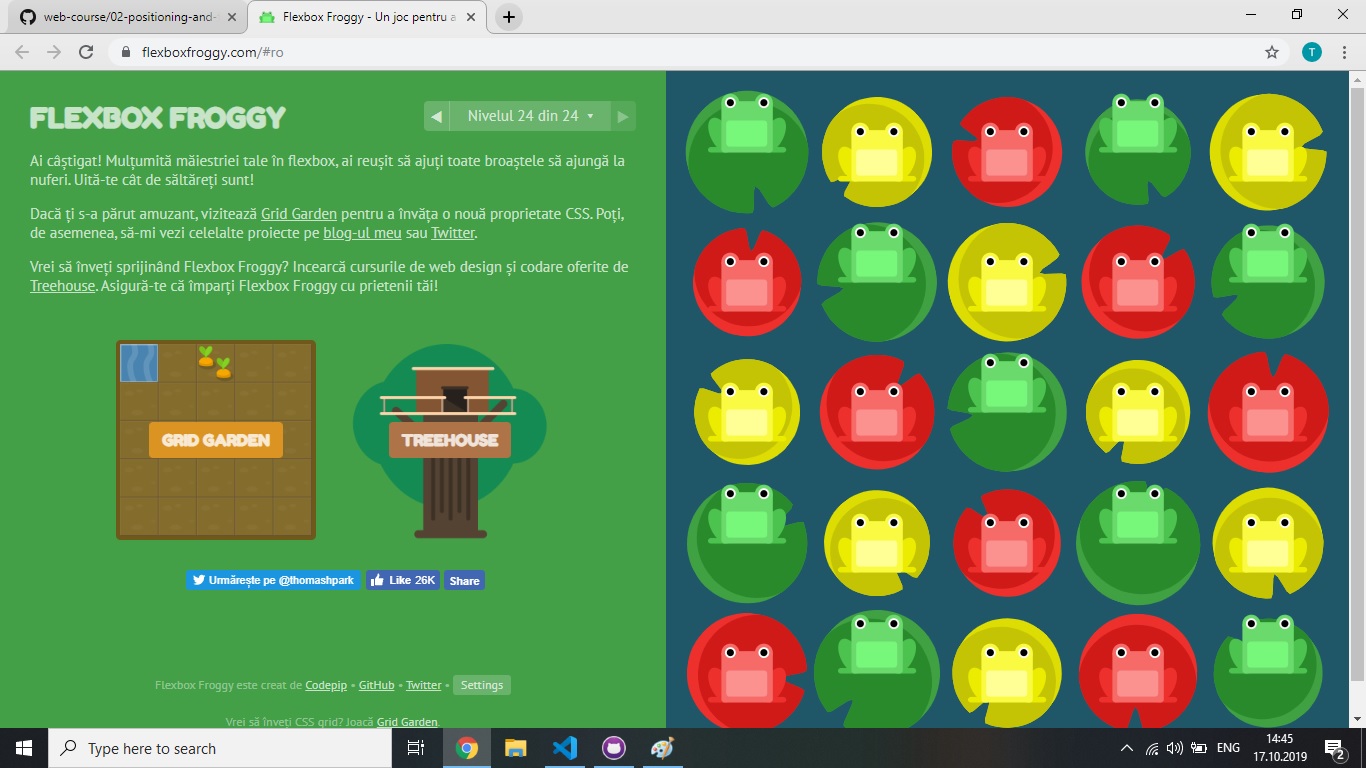 web-course/02-positioning-and-
Flexbox Froggy - Un joc pentru a
flexboxfroggy.com/#ro
T
FLEXBOX FROGGY
Nivelul 24 din 24
Ai câștigat! Mulțumită măiestriei tale în flexbox, ai reușit să ajuți toate broaștele să ajungă la
nuferi. Uită-te cât de săltăreți sunt!
Dacă ți s-a părut amuzant, vizitează Grid Garden pentru a învăța o nouă proprietate CSS. Poți,
de asemenea, să-mi vezi celelalte proiecte pe blog-ul meu sau Twitter.
Vrei să înveți sprijinând Flexbox Froggy? Incearcă cursurile de web design și codare oferite de
Treehouse. Asigură-te că împarți Flexbox Froggy cu prietenii tăi!
GRID GARDEN
TREEHOUSE
Urmărește pe @thomashpark
Like 26K
Share
Flexbox Froggy este creat de Codepip • GitHub • Twitter • Settings
Vrei să înveți CSS grid? Joacă Grid Garden.
Type here to search
ENG
14:45
17.10.2019
2